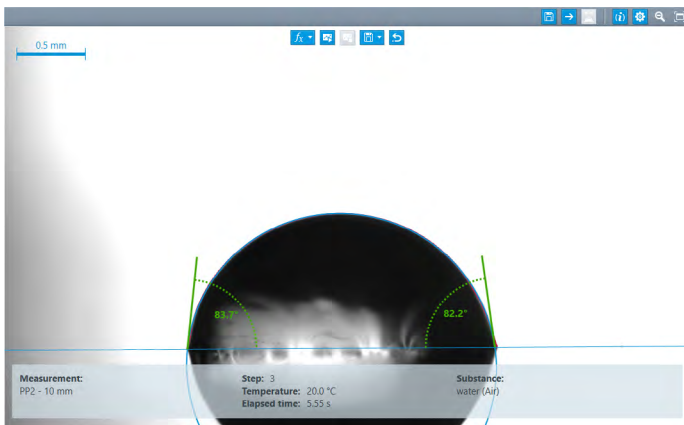 0.5 mm
83.7°
82.2°
Measurement:
PP2 - 10 mm
Step: 3
Temperature: 20.0 °C
Elapsed time: 5.55 s
Substance:
water (Air)